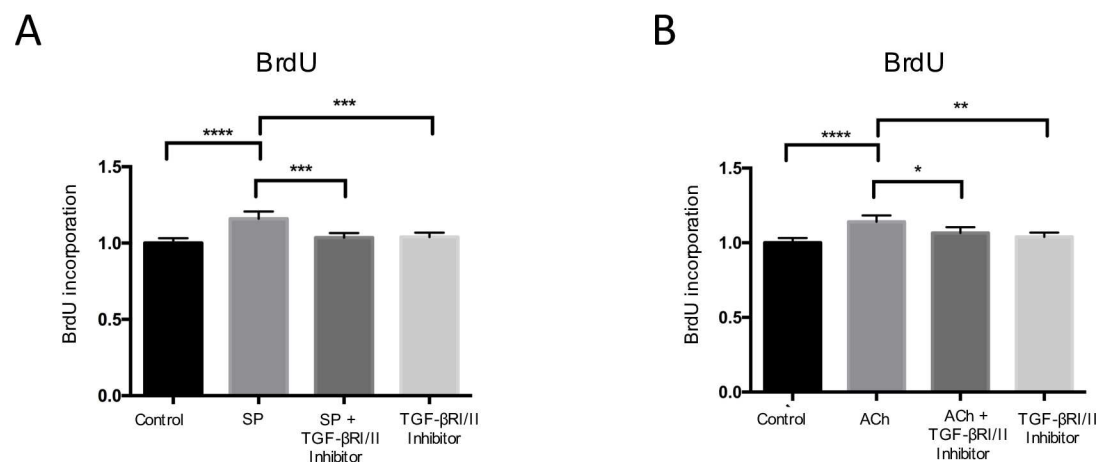 A
BrdU
***
****
***
1.5
1.0
0.5
0.0
BrdU incorporation
Control
SP
SP +
TGF-βRI/II
Inhibitor
TGF-βRI/II
Inhibitor
B
BrdU
**
****
*
1.5
1.0
0.5
0.0
BrdU incorporation
Control
ACh
ACh +
TGF-βRI/II
Inhibitor
TGF-βRI/II
Inhibitor